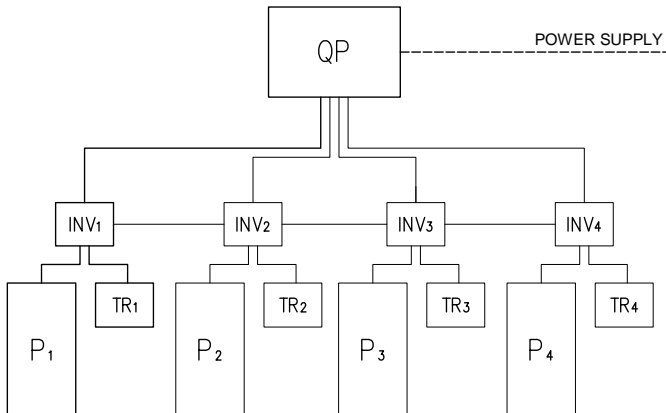 QP
POWER SUPPLY
INV1
INV2
INV3
INV4
TR1
TR2
TR3
TR4
P1
P2
P3
P4